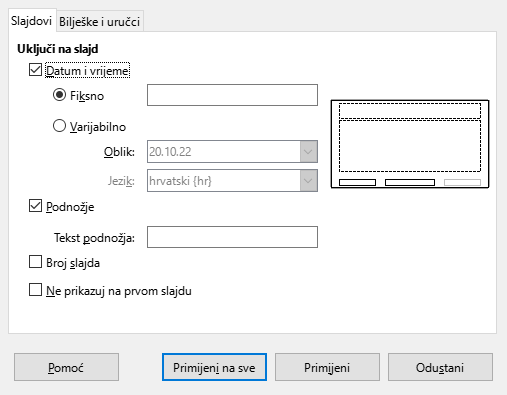 Slajdovi Bilješke i uručci
Uključi na slajd
Datum i vrijeme
Fiksno
Varijabilno
Oblik: 20.10.22
Jezik: hrvatski {hr}
Podnožje
Tekst podnožja:
Broj slajda
Ne prikazuj na prvom slajdu
Pomoć Primijeni na sve Primijeni Odustani